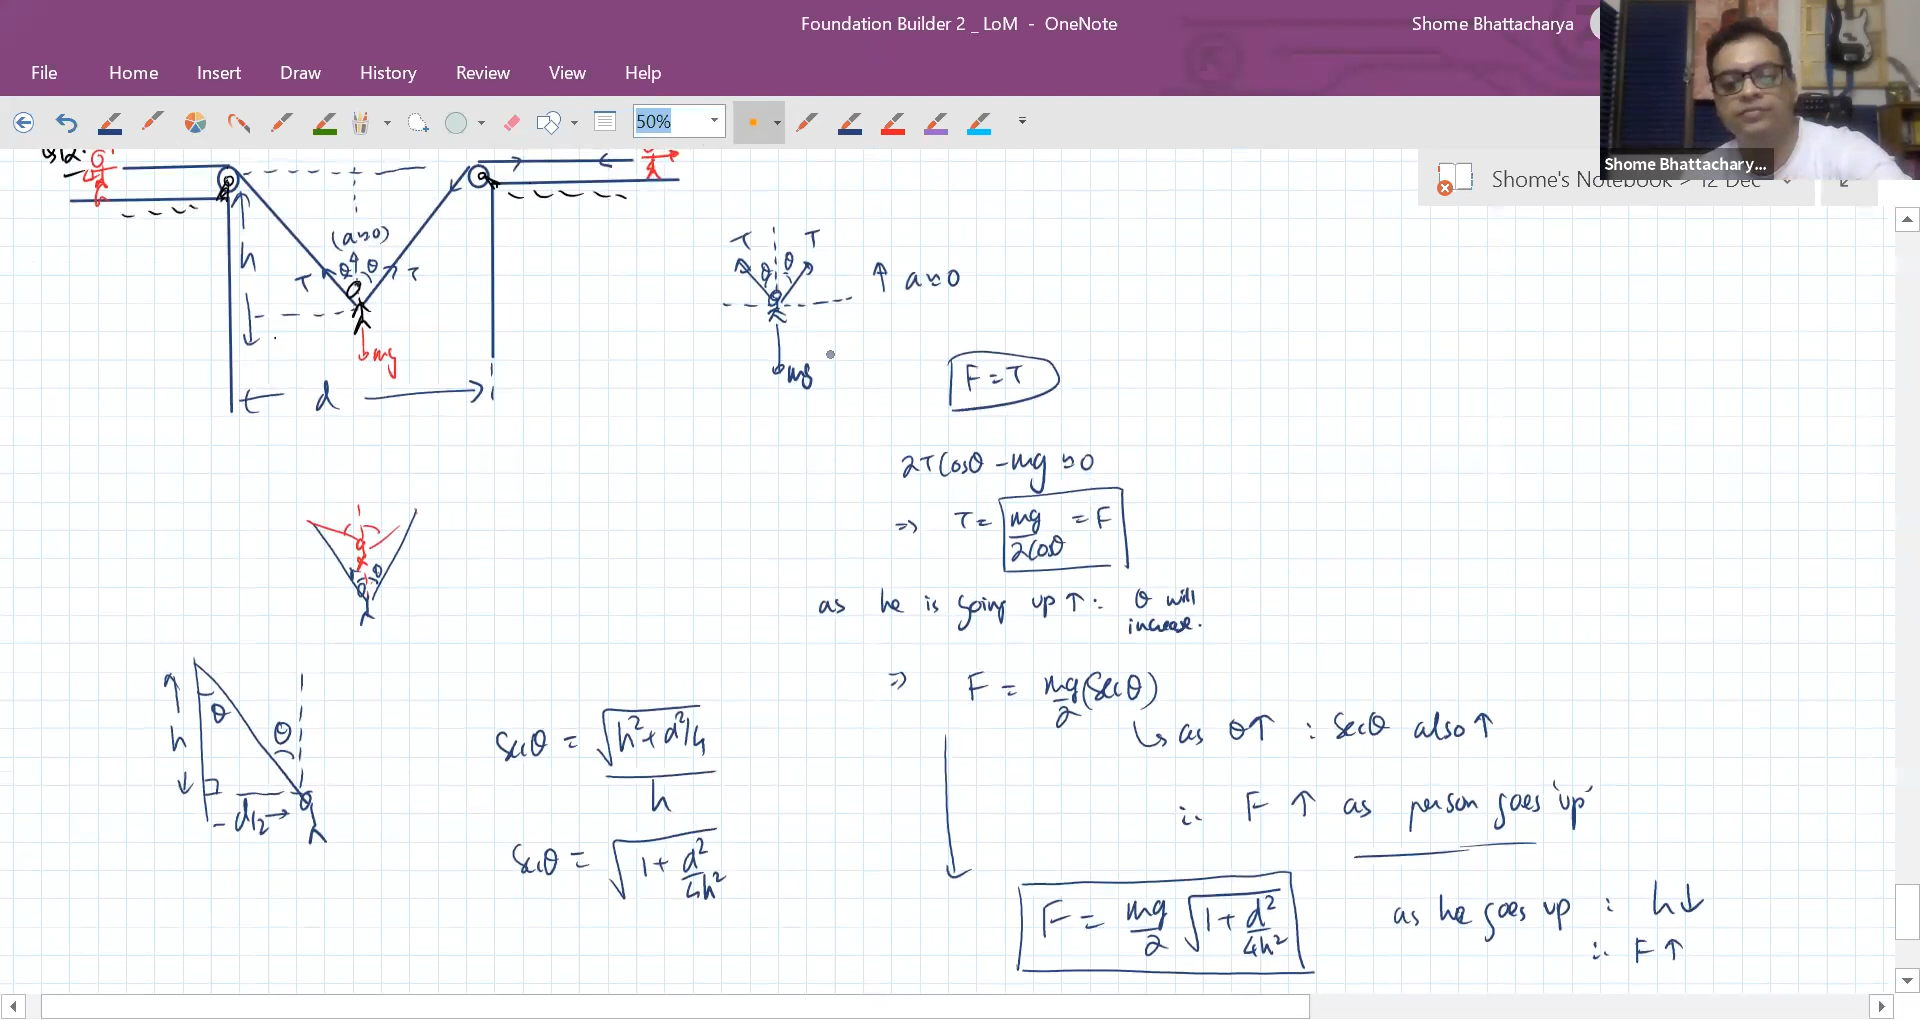 Foundation Builder 2 _ LoM - OneNote
Shome Bhattacharya
File Home Insert Draw History Review View Help
50%
Shome Bhattachary...
Shome's Notebook > 12 Dec
h
(a≈0)
T θ θ T
mg
d
T T
θ θ
↑ a≈0
mg
F = T
2TCosθ - mg ≈ 0
⇒ T = mg/2Cosθ = F
as he is going up ↑ : θ will increase.
θ θ
⇒ F = mg/2 (Secθ)
↳ as θ↑ : Secθ also ↑
∴ F ↑ as person goes 'up'
h
θ
θ
d/2
Secθ = √(h² + d²/4) / h
Secθ = √(1 + d²/4h²)
F = mg/2 √(1 + d²/4h²)
as he goes up : h↓
∴ F ↑